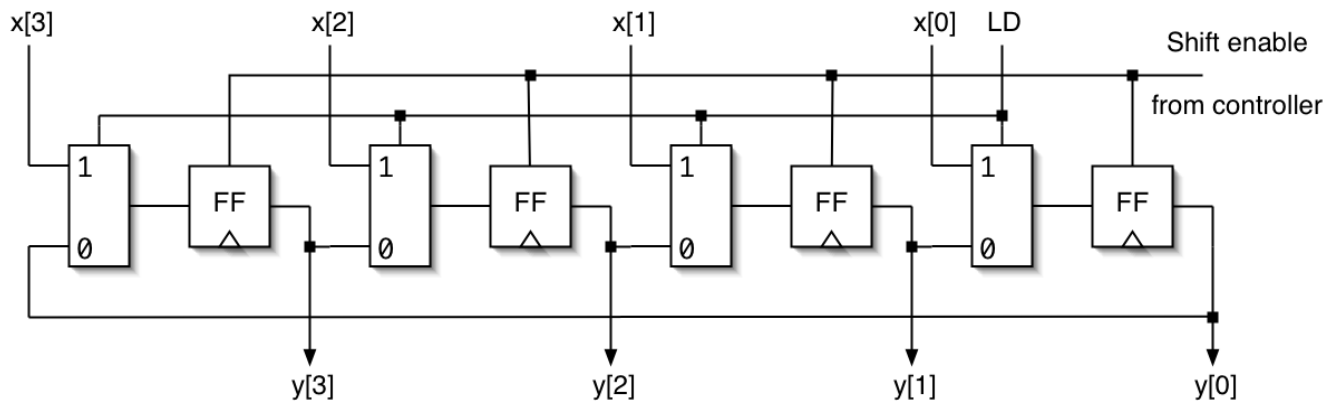 x[3] x[2] x[1] x[0] LD
Shift enable
from controller
1 1 1 1
FF FF FF FF
0 0 0 0
y[3] y[2] y[1] y[0]